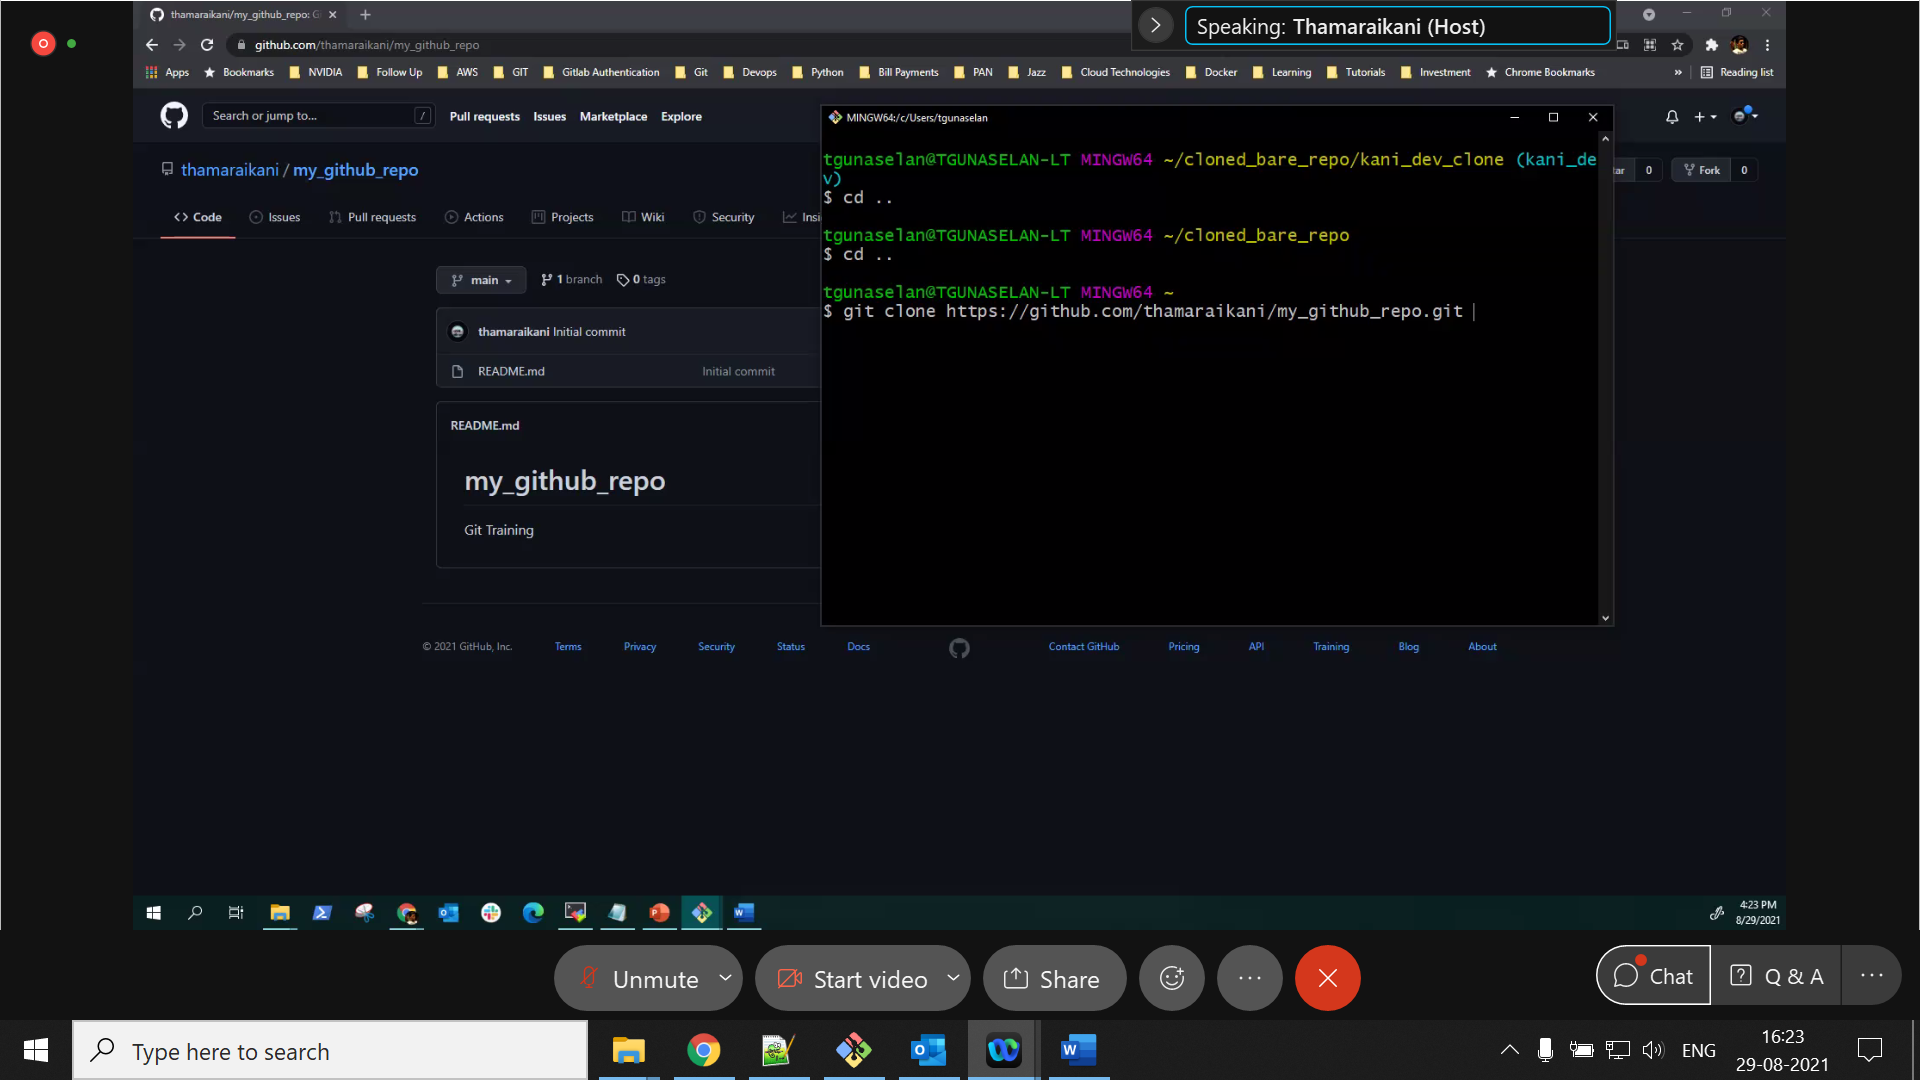 thamaraikani/my_github_repo: G
Speaking: Thamaraikani (Host)
github.com/thamaraikani/my_github_repo
Apps Bookmarks NVIDIA Follow Up AWS GIT Gitlab Authentication Git Devops Python Bill Payments PAN Jazz Cloud Technologies Docker Learning Tutorials Investment Chrome Bookmarks » Reading list
Search or jump to... / Pull requests Issues Marketplace Explore
thamaraikani / my_github_repo
tar 0 Fork 0
<> Code Issues Pull requests Actions Projects Wiki Security Insi
main 1 branch 0 tags
thamaraikani Initial commit
README.md Initial commit
README.md
my_github_repo
Git Training
MINGW64:/c/Users/tgunaselan
tgunaselan@TGUNASELAN-LT MINGW64 ~/cloned_bare_repo/kani_dev_clone (kani_de
v)
$ cd ..
tgunaselan@TGUNASELAN-LT MINGW64 ~/cloned_bare_repo
$ cd ..
tgunaselan@TGUNASELAN-LT MINGW64 ~
$ git clone https://github.com/thamaraikani/my_github_repo.git
© 2021 GitHub, Inc. Terms Privacy Security Status Docs Contact GitHub Pricing API Training Blog About
4:23 PM
8/29/2021
Unmute Start video Share Chat Q & A
Type here to search
ENG
16:23
29-08-2021